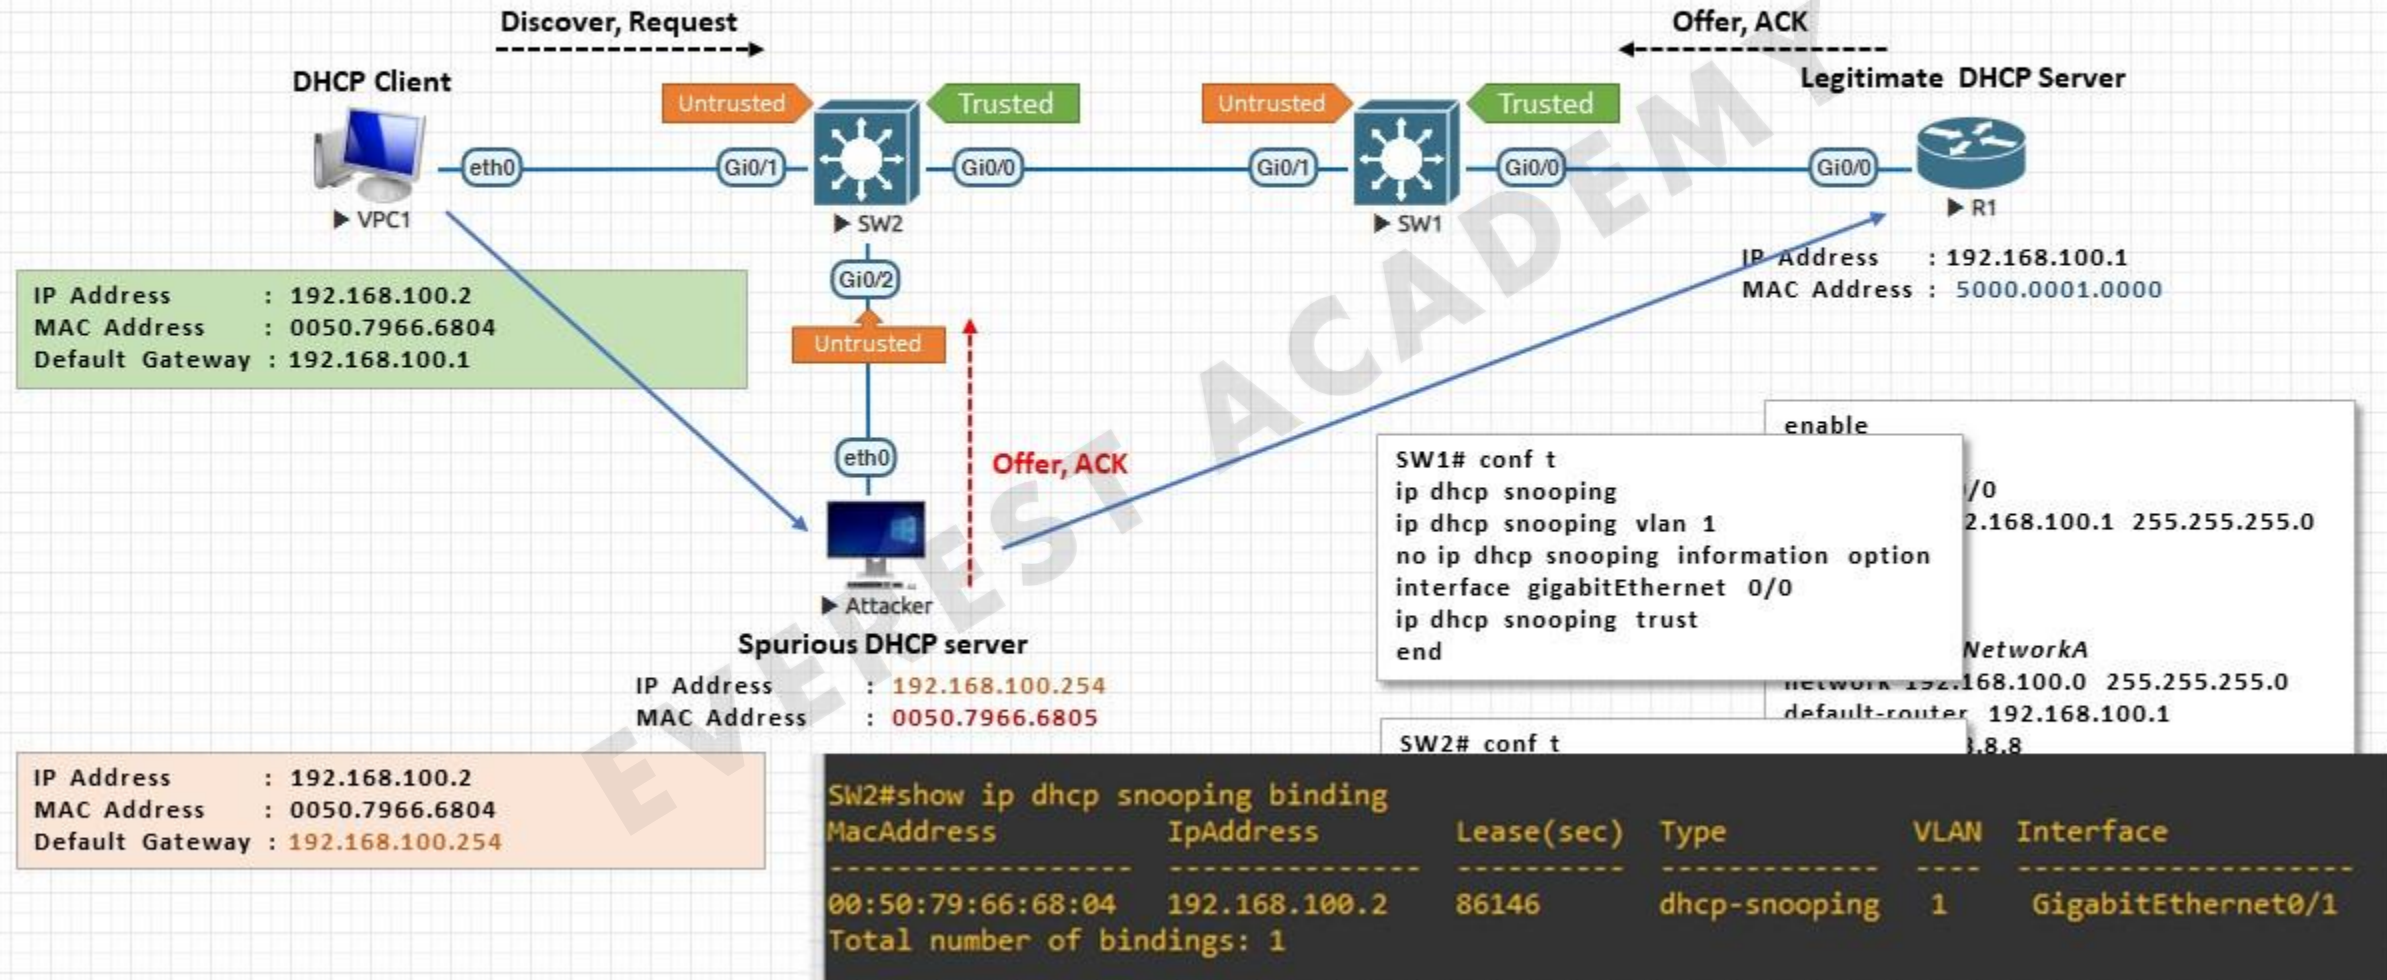 Discover, Request
Offer, ACK
DHCP Client
Legitimate DHCP Server
Untrusted
Trusted
Untrusted
Trusted
eth0
Gi0/1
Gi0/0
Gi0/1
Gi0/0
Gi0/0
VPC1
SW2
SW1
R1
IP Address : 192.168.100.1
MAC Address : 5000.0001.0000
Gi0/2
Untrusted
IP Address : 192.168.100.2
MAC Address : 0050.7966.6804
Default Gateway : 192.168.100.1
eth0
Offer, ACK
Attacker
Spurious DHCP server
IP Address : 192.168.100.254
MAC Address : 0050.7966.6805
enable
/0
2.168.100.1 255.255.255.0
NetworkA
network 192.168.100.0 255.255.255.0
default-router 192.168.100.1
.8.8
SW1# conf t
ip dhcp snooping
ip dhcp snooping vlan 1
no ip dhcp snooping information option
interface gigabitEthernet 0/0
ip dhcp snooping trust
end
SW2# conf t
IP Address : 192.168.100.2
MAC Address : 0050.7966.6804
Default Gateway : 192.168.100.254
SW2#show ip dhcp snooping binding
MacAddress IpAddress Lease(sec) Type VLAN Interface
------------------ --------------- ---------- ------------- ---- --------------------
00:50:79:66:68:04 192.168.100.2 86146 dhcp-snooping 1 GigabitEthernet0/1
Total number of bindings: 1
EVEREST ACADEMY